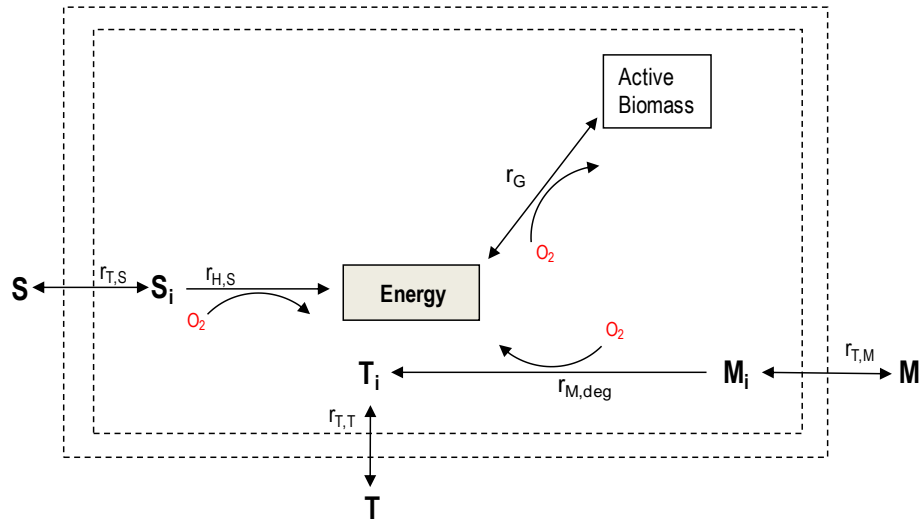 Active
Biomass
r_G
O₂
S
r_T,S
S_i
r_H,S
O₂
Energy
O₂
T_i
r_M,deg
M_i
r_T,M
M
r_T,T
T